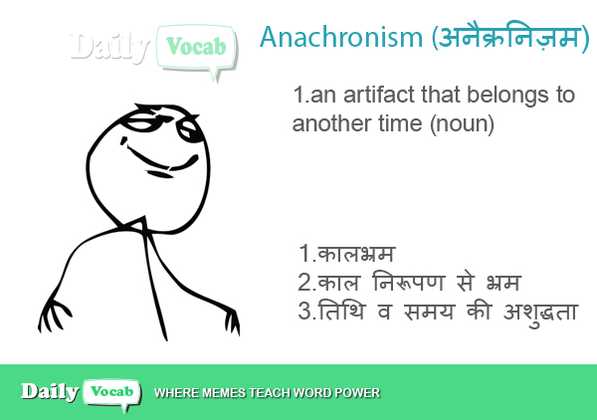 Daily Vocab
Anachronism (अनैक्रनिज़म)
1.an artifact that belongs to
another time (noun)
1.कालभ्रम
2.काल निरूपण से भ्रम
3.तिथि व समय की अशुद्धता
Daily Vocab WHERE MEMES TEACH WORD POWER